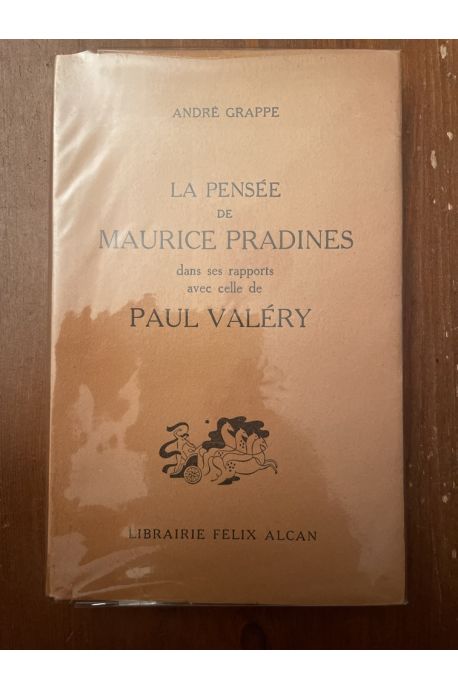 ANDRÉ GRAPPE
LA PENSÉE
DE
MAURICE PRADINES
dans ses rapports
avec celle de
PAUL VALÉRY
LIBRAIRIE FELIX ALCAN